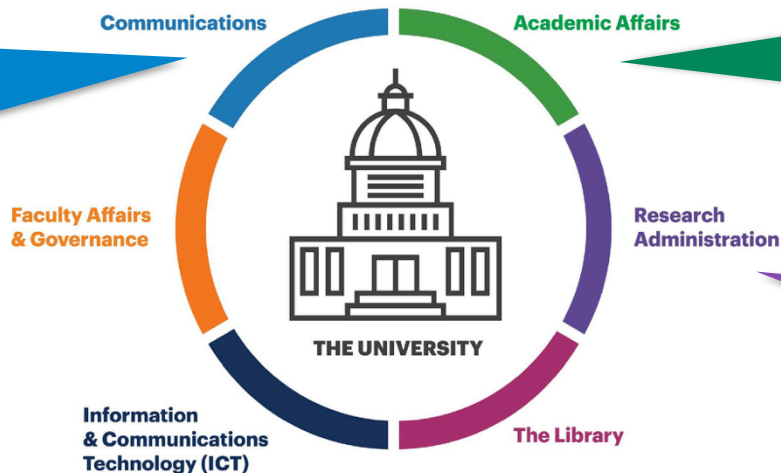 Communications
Academic Affairs
Faculty Affairs
& Governance
Research
Administration
THE UNIVERSITY
Information
& Communications
Technology (ICT)
The Library